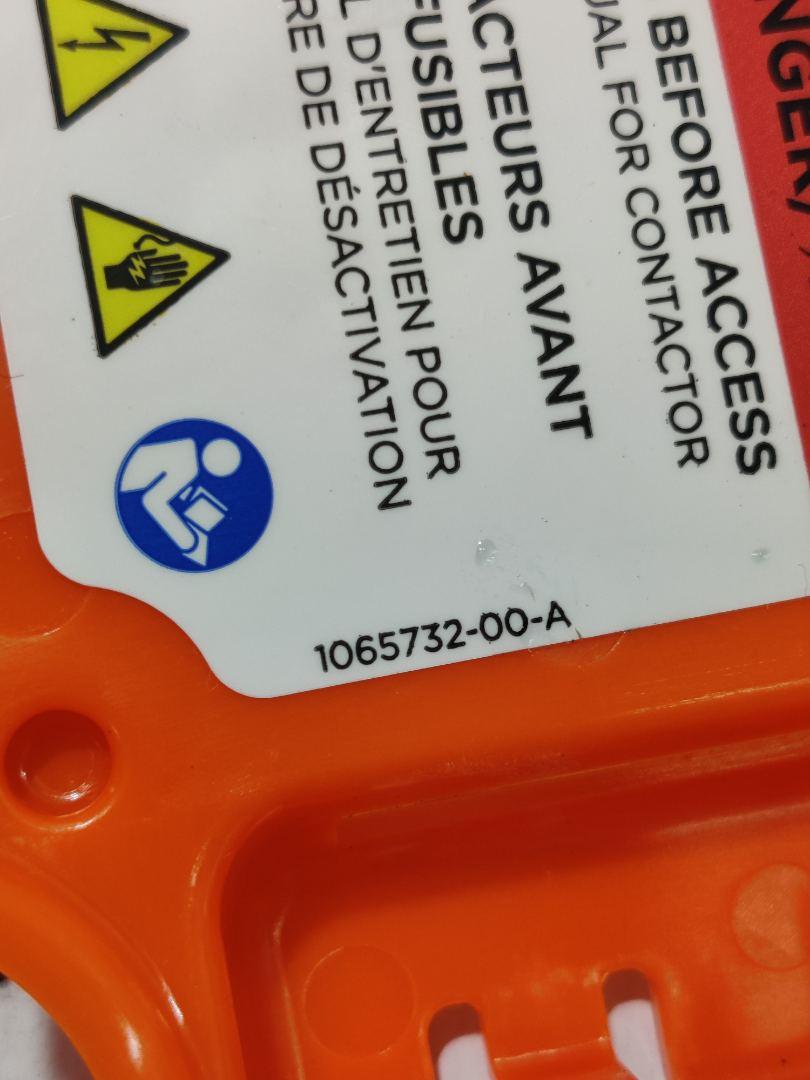 NGER/
BEFORE ACCESS
UAL FOR CONTACTOR
ACTEURS AVANT
FUSIBLES
L D'ENTRETIEN POUR
RE DE DÉSACTIVATION
1065732-00-A